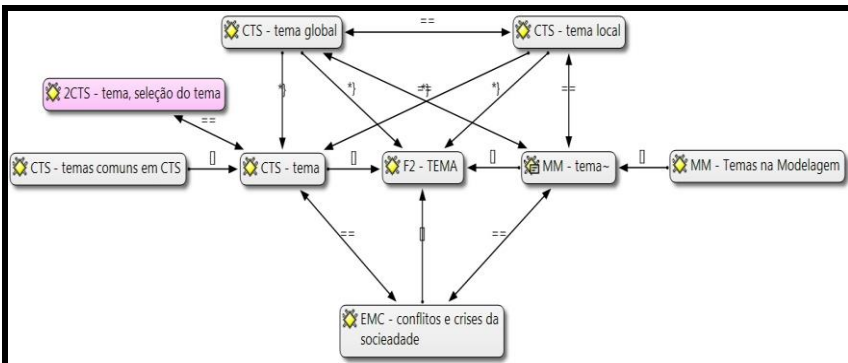 CTS - tema global
==
CTS - tema local
*}
*}
==
*}
*}
==
2CTS - tema, seleção do tema
==
CTS - temas comuns em CTS
[]
CTS - tema
[]
F2 - TEMA
[]
MM - tema~
[]
MM - Temas na Modelagem
==
[]
==
EMC - conflitos e crises da
socieadade